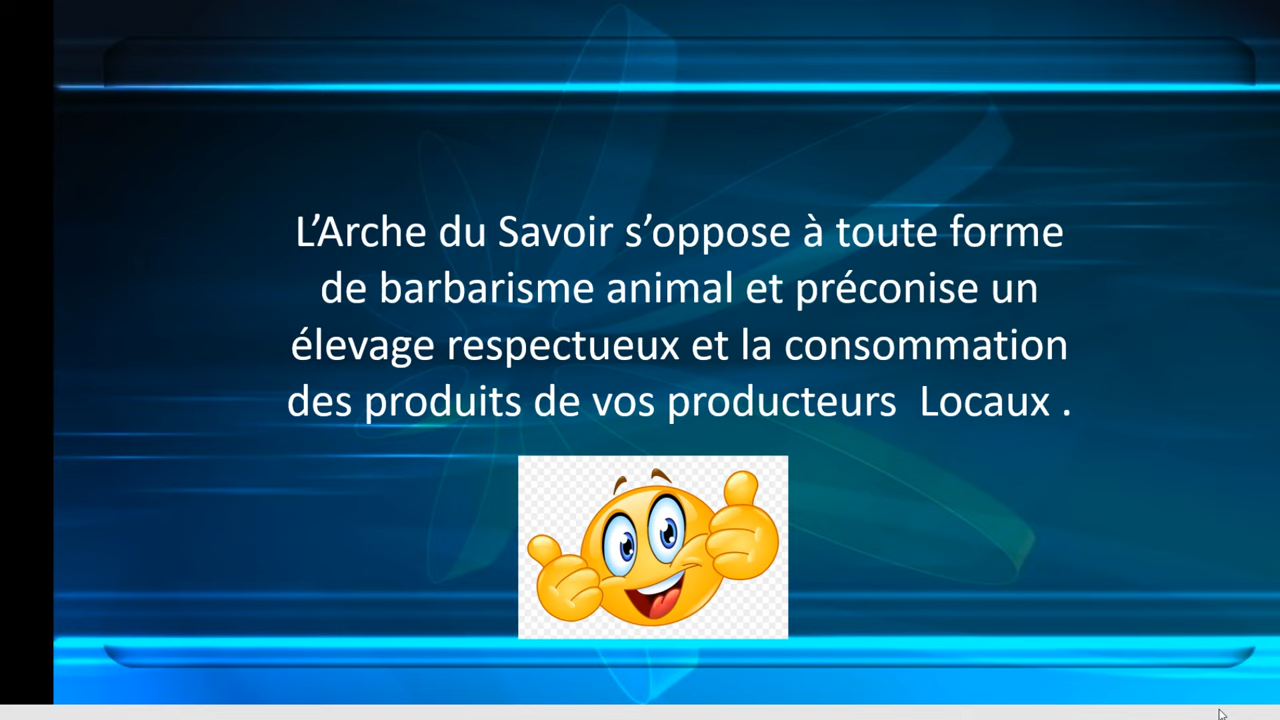 L’Arche du Savoir s’oppose à toute forme
de barbarisme animal et préconise un
élevage respectueux et la consommation
des produits de vos producteurs  Locaux .